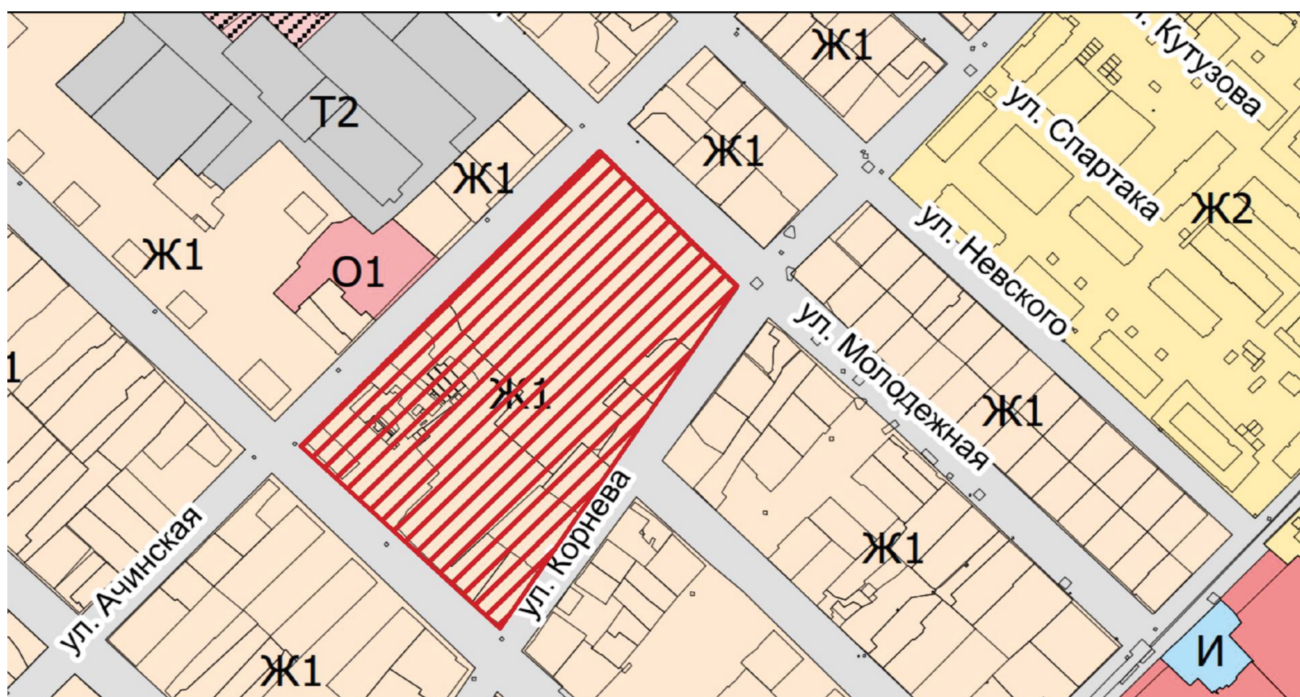 Ж1
ул. Кутузова
Т2
ул. Спартака
Ж1
Ж1
Ж2
Ж1
О1
ул. Невского
1
Ж1
ул. Молодежная
Ж1
ул. Корнева
Ж1
ул. Ачинская
Ж1
И